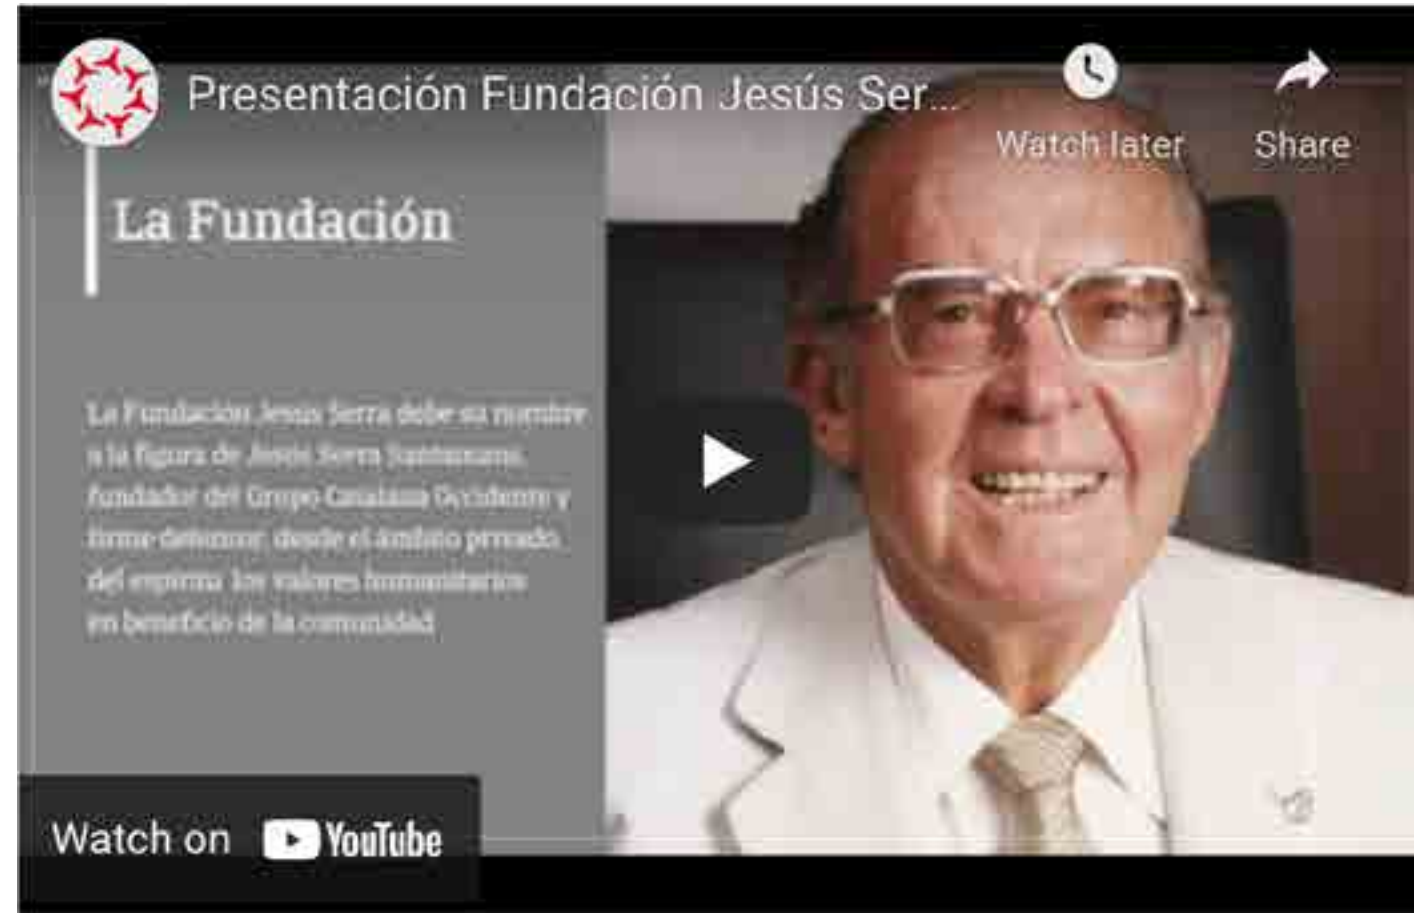 Presentación Fundación Jesús Ser...
Watch later
Share
La Fundación
La Fundación Jesús Serra debe su nombre
a la figura de Jesús Serra Santamans,
fundador del Grupo Catalana Occidente y
firme defensor, desde el ámbito privado,
del espíritu los valores humanitarios
en beneficio de la comunidad
Watch on YouTube